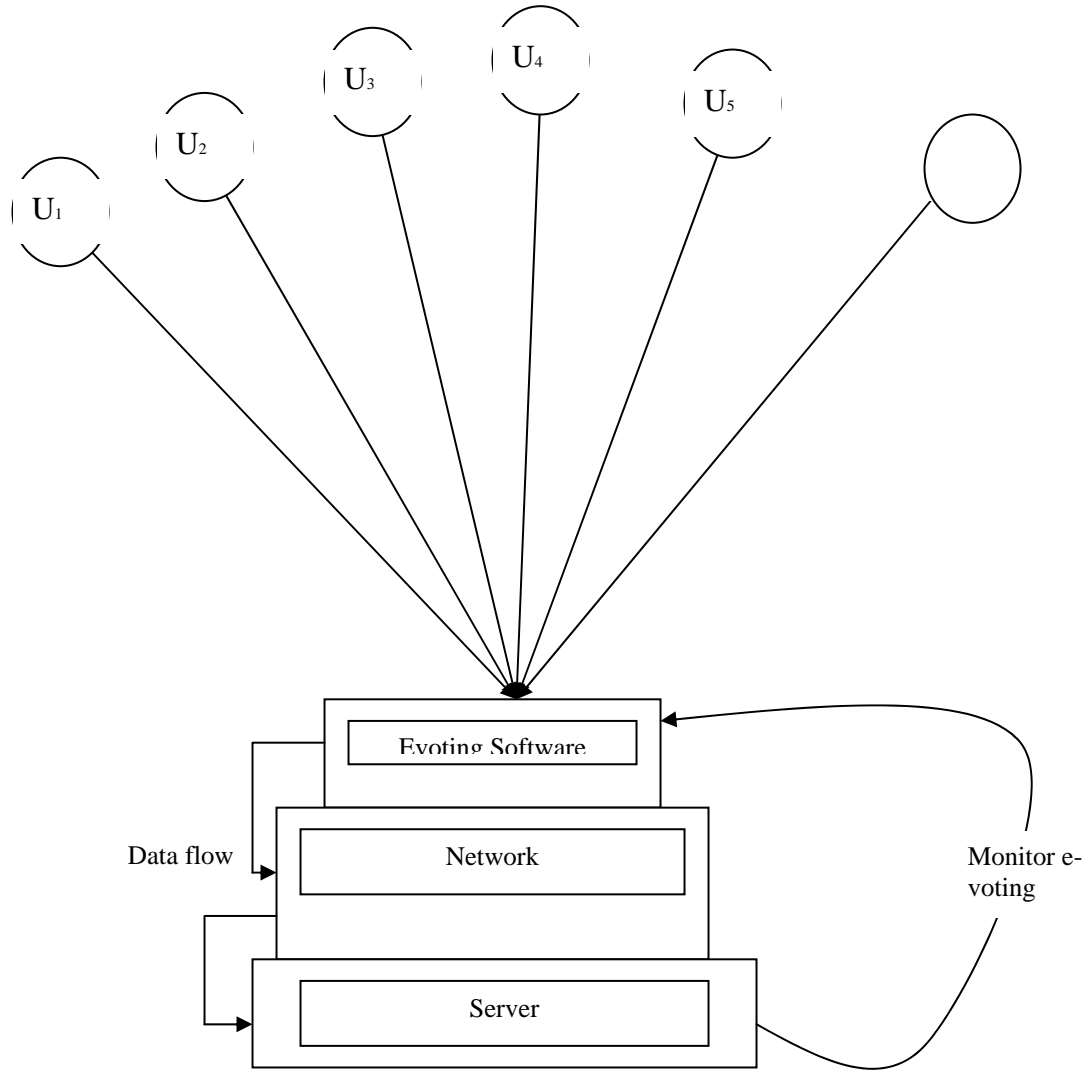 U1
U2
U3
U4
U5
Evoting Software
Data flow
Network
Monitor e-
voting
Server